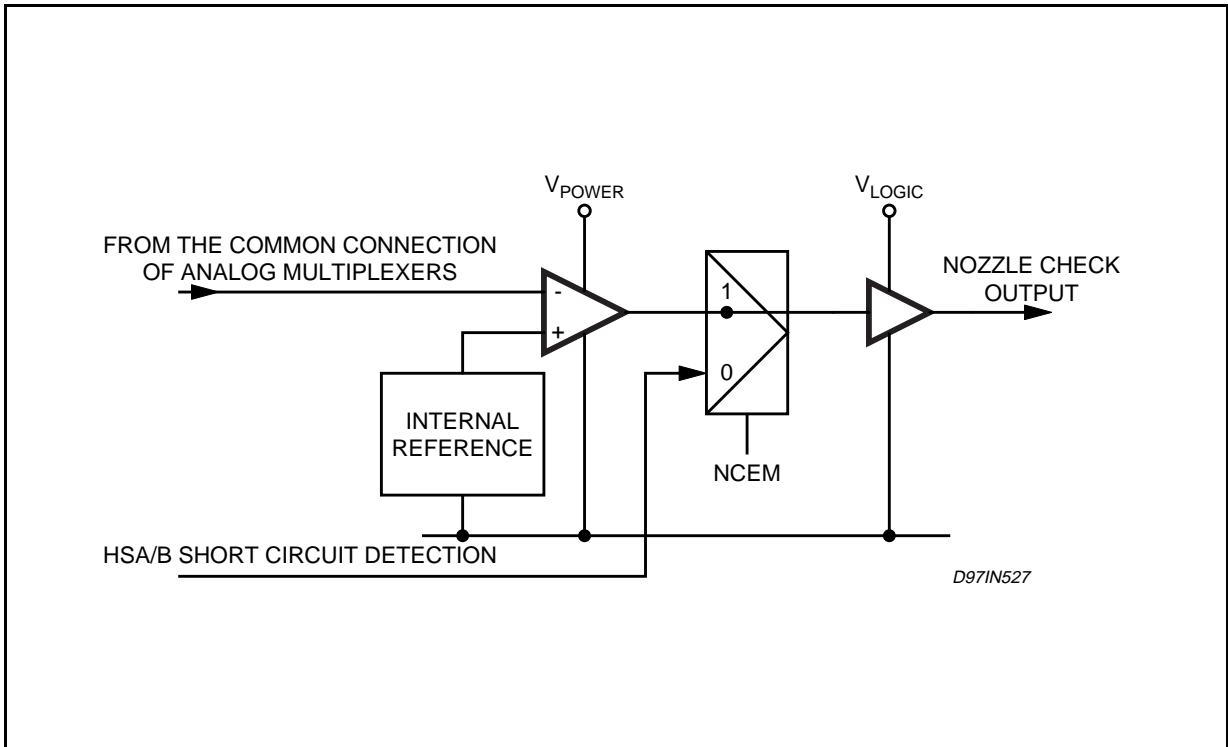 V_POWER
V_LOGIC
FROM THE COMMON CONNECTION
OF ANALOG MULTIPLEXERS
NOZZLE CHECK
OUTPUT
-
+
1
0
INTERNAL
REFERENCE
NCEM
HSA/B SHORT CIRCUIT DETECTION
D97IN527